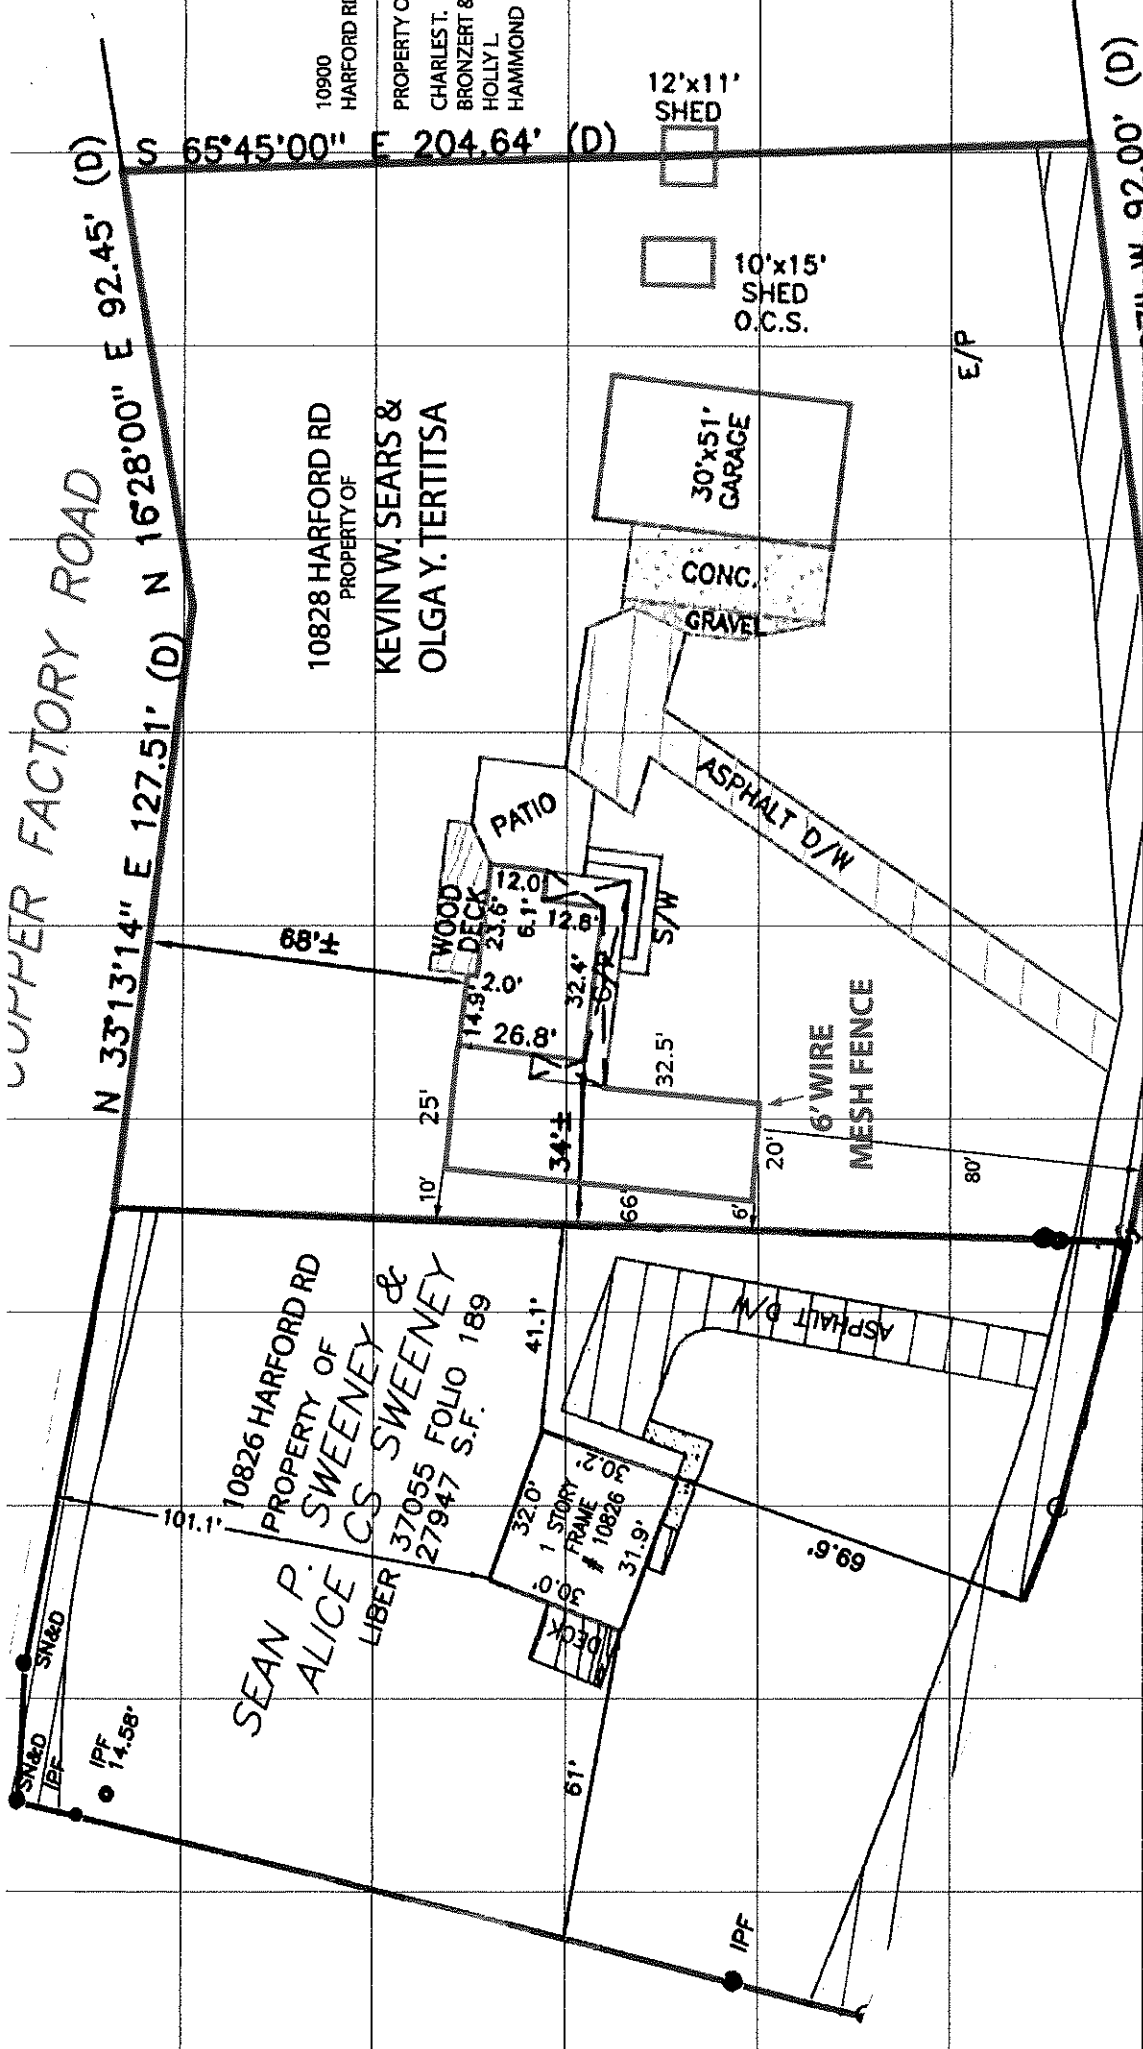 COPPER FACTORY ROAD
N 33°13'14" E 127.51' (D)
N 16°28'00" E 92.45' (D)
S 65°45'00" E 204.64' (D)
10900
HARFORD RD
PROPERTY O
CHARLES T.
BRONZERT &
HOLLY L.
HAMMOND
12'x11'
SHED
10'x15'
SHED
O.C.S.
E/P
W 92.00' (D)
10828 HARFORD RD
PROPERTY OF
KEVIN W. SEARS &
OLGA Y. TERTITSA
30'x51'
GARAGE
CONC.
GRAVEL
ASPHALT D/W
PATIO
WOOD
DECK
68'±
12.0'
23.6'
6.1'
12.8'
2.0'
14.9'
32.4'
26.8'
S/W
25'
10'
34'±
32.5'
66'
20'
6'
80'
6' WIRE
MESH FENCE
10826 HARFORD RD
PROPERTY OF
SEAN P. SWEENEY &
ALICE CS SWEENEY
LIBER 37055 FOLIO 189
27947 S.F.
41.1'
ASPHALT D/W
101.1'
32.0'
30.2'
1 STORY
FRAME
# 10826
31.9'
30.0'
DECK
69.6'
61'
SN&D
SN&D
IPF
IPF
14.58'
IPF